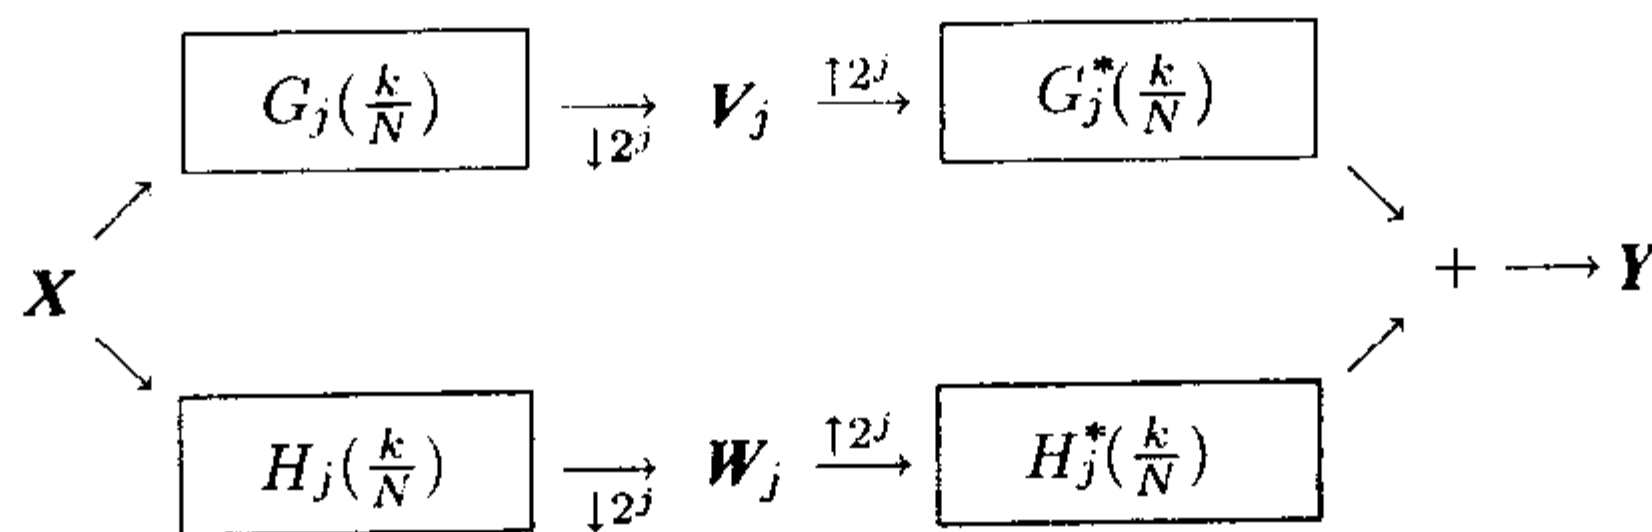 G_j(k/N) → ↓2^j V_j ↑2^j → G_j^*(k/N)
X + → Y
H_j(k/N) → ↓2^j W_j ↑2^j → H_j^*(k/N)